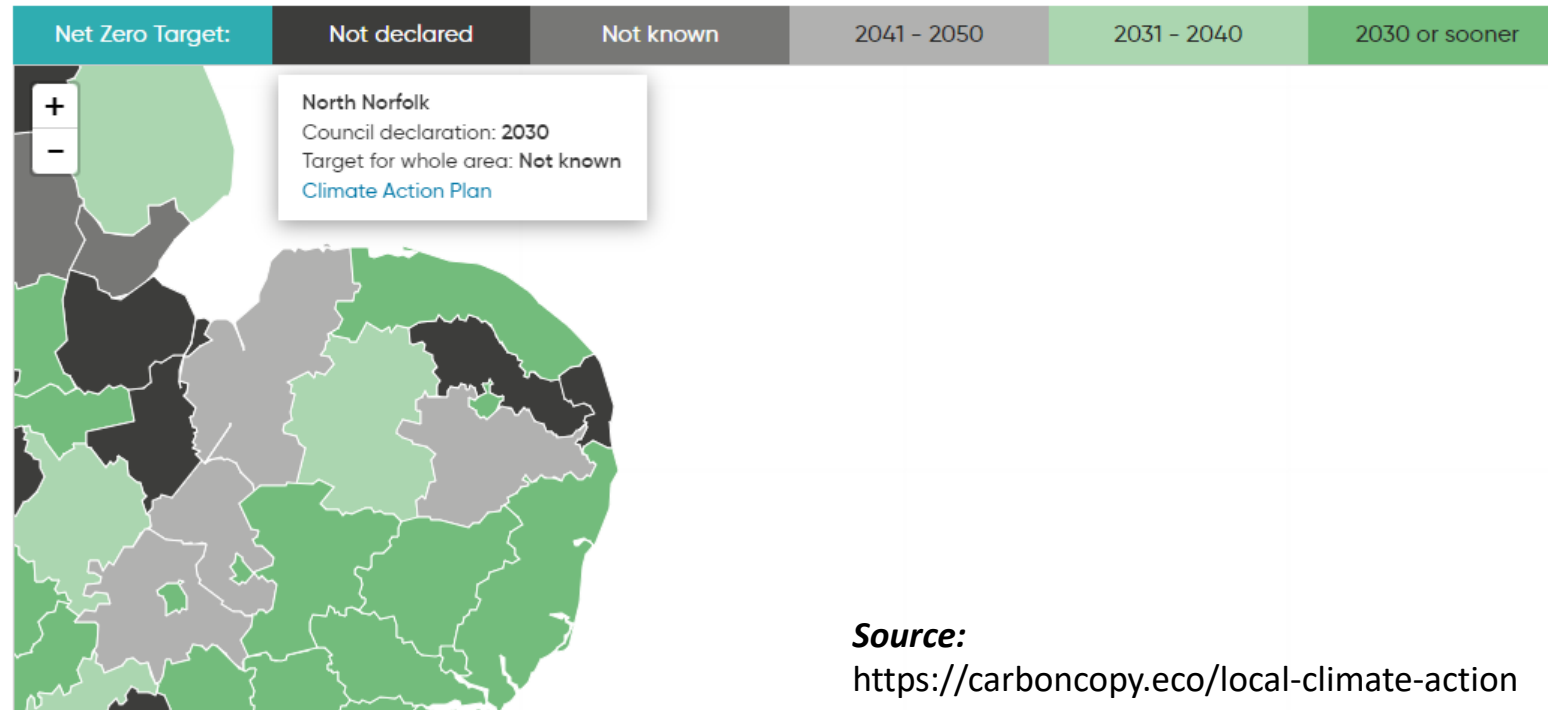 Net Zero Target: Not declared Not known 2041 - 2050 2031 - 2040 2030 or sooner
+
−
North Norfolk
Council declaration: 2030
Target for whole area: Not known
Climate Action Plan
Source:
https://carboncopy.eco/local-climate-action